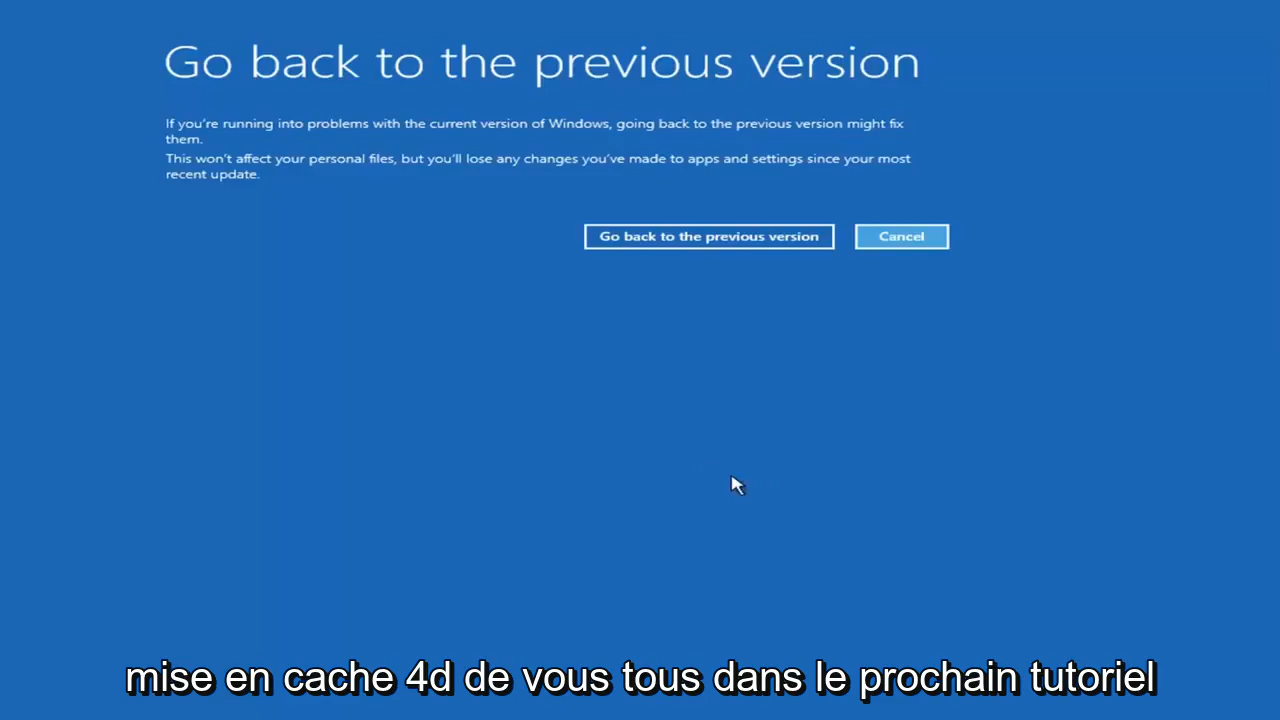 Go back to the previous version
If you're running into problems with the current version of Windows, going back to the previous version might fix
them.
This won't affect your personal files, but you'll lose any changes you've made to apps and settings since your most
recent update.
Go back to the previous version
Cancel
mise en cache 4d de vous tous dans le prochain tutoriel